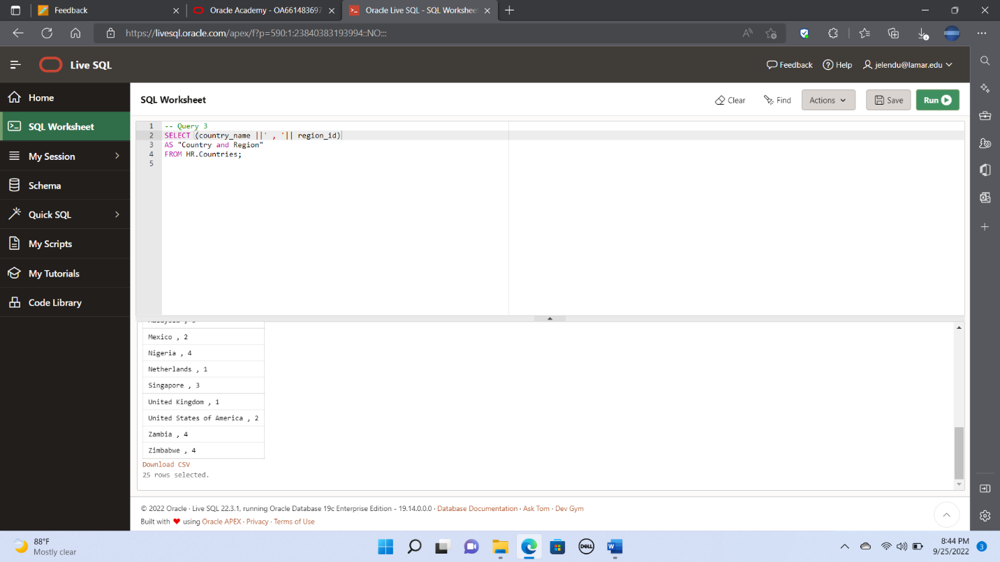 Feedback
Oracle Academy - OA661483697
Oracle Live SQL - SQL Workshee
https://livesql.oracle.com/apex/f?p=590:1:23840383193994::NO:::
Live SQL
Feedback
Help
jelendu@lamar.edu
Home
SQL Worksheet
My Session
Schema
Quick SQL
My Scripts
My Tutorials
Code Library
SQL Worksheet
Clear
Find
Actions
Save
Run
1 -- Query 3
2 SELECT (country_name ||' , '|| region_id)
3 AS "Country and Region"
4 FROM HR.Countries;
5
Mexico , 2
Nigeria , 4
Netherlands , 1
Singapore , 3
United Kingdom , 1
United States of America , 2
Zambia , 4
Zimbabwe , 4
Download CSV
25 rows selected.
© 2022 Oracle · Live SQL 22.3.1, running Oracle Database 19c Enterprise Edition - 19.14.0.0.0 · Database Documentation · Ask Tom · Dev Gym
Built with ❤ using Oracle APEX · Privacy · Terms of Use
88°F
Mostly clear
DELL
W
8:44 PM
9/25/2022
3